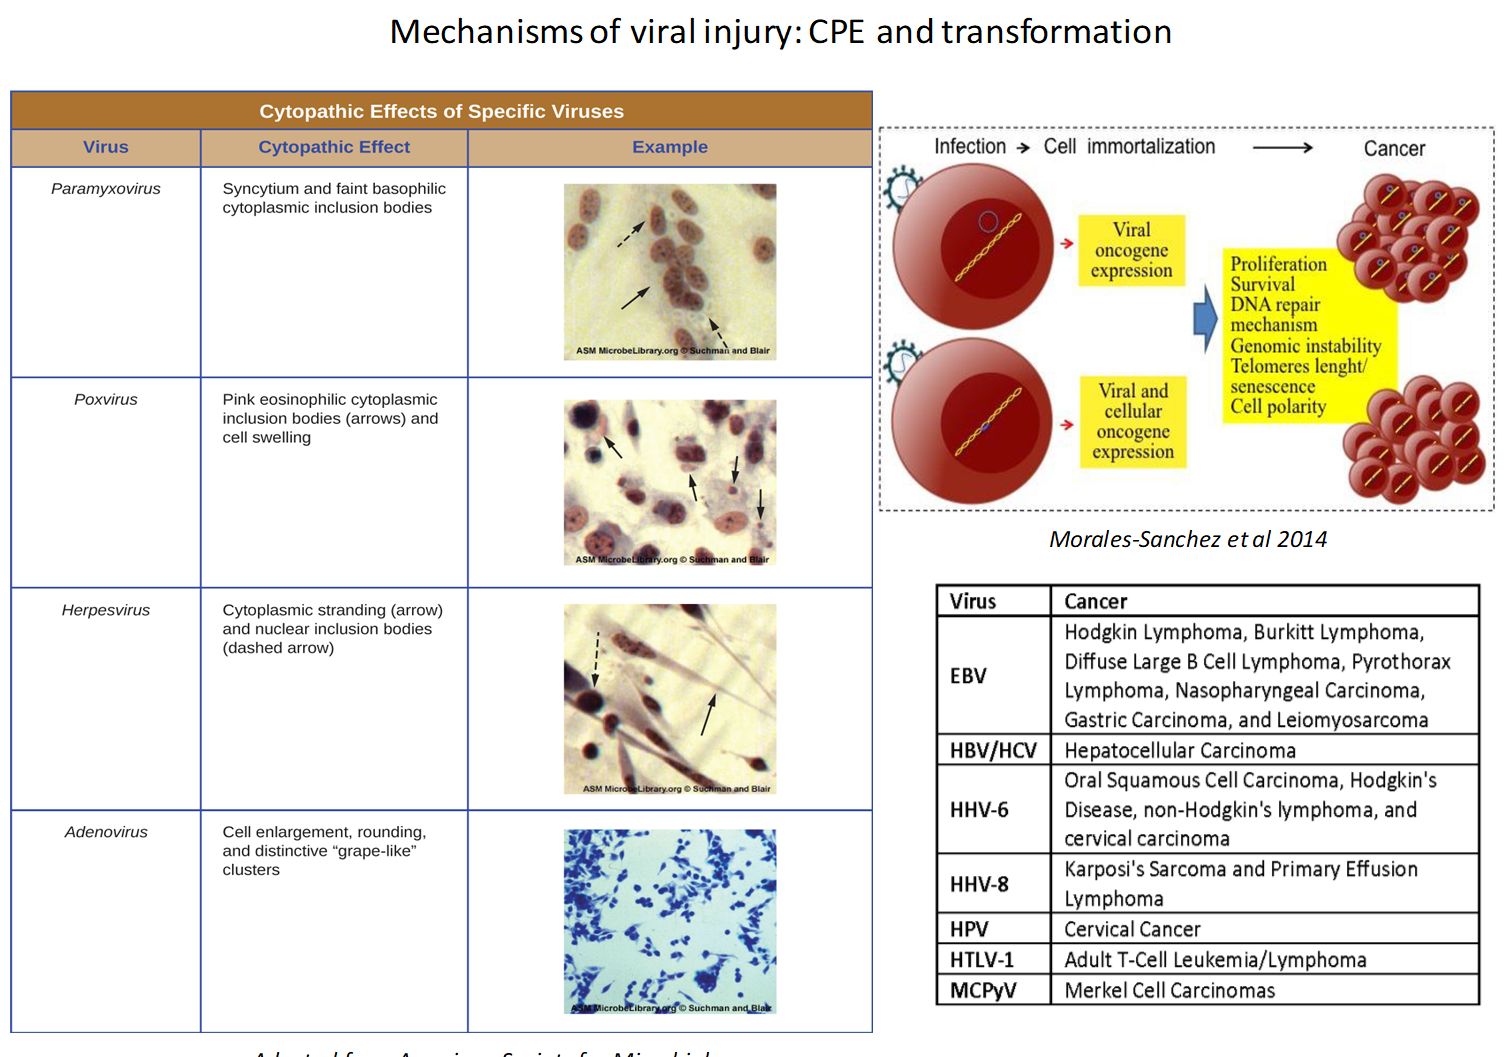 Mechanisms of viral injury: CPE and transformation
Cytopathic Effects of Specific Viruses
Virus
Cytopathic Effect
Example
Paramyxovirus
Syncytium and faint basophilic
cytoplasmic inclusion bodies
ASM MicrobeLibrary.org © Suchman and Blair
Poxvirus
Pink eosinophilic cytoplasmic
inclusion bodies (arrows) and
cell swelling
ASM MicrobeLibrary.org © Suchman and Blair
Herpesvirus
Cytoplasmic stranding (arrow)
and nuclear inclusion bodies
(dashed arrow)
ASM MicrobeLibrary.org © Suchman and Blair
Adenovirus
Cell enlargement, rounding,
and distinctive “grape-like”
clusters
ASM MicrobeLibrary.org © Suchman and Blair
Infection → Cell immortalization → Cancer
Viral
oncogene
expression
Viral and
cellular
oncogene
expression
Proliferation
Survival
DNA repair
mechanism
Genomic instability
Telomeres lenght/
senescence
Cell polarity
Morales-Sanchez et al 2014
Virus
Cancer
EBV
Hodgkin Lymphoma, Burkitt Lymphoma,
Diffuse Large B Cell Lymphoma, Pyrothorax
Lymphoma, Nasopharyngeal Carcinoma,
Gastric Carcinoma, and Leiomyosarcoma
HBV/HCV
Hepatocellular Carcinoma
HHV-6
Oral Squamous Cell Carcinoma, Hodgkin's
Disease, non-Hodgkin's lymphoma, and
cervical carcinoma
HHV-8
Karposi's Sarcoma and Primary Effusion
Lymphoma
HPV
Cervical Cancer
HTLV-1
Adult T-Cell Leukemia/Lymphoma
MCPyV
Merkel Cell Carcinomas